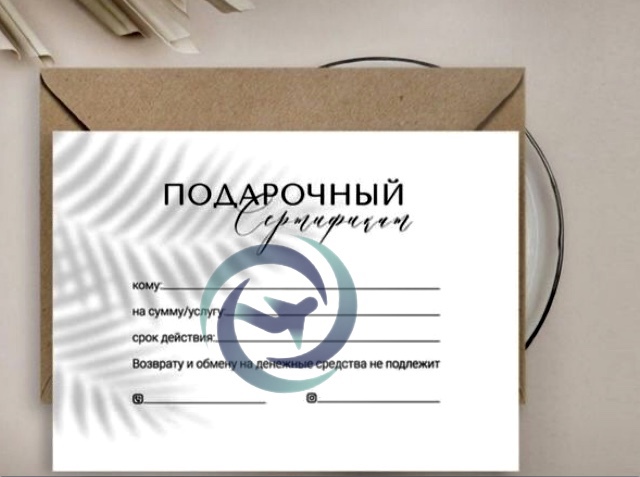 ПОДАРОЧНЫЙ
Сертификат
кому:
на сумму/услугу:
срок действия:
Возврату и обмену на денежные средства не подлежит